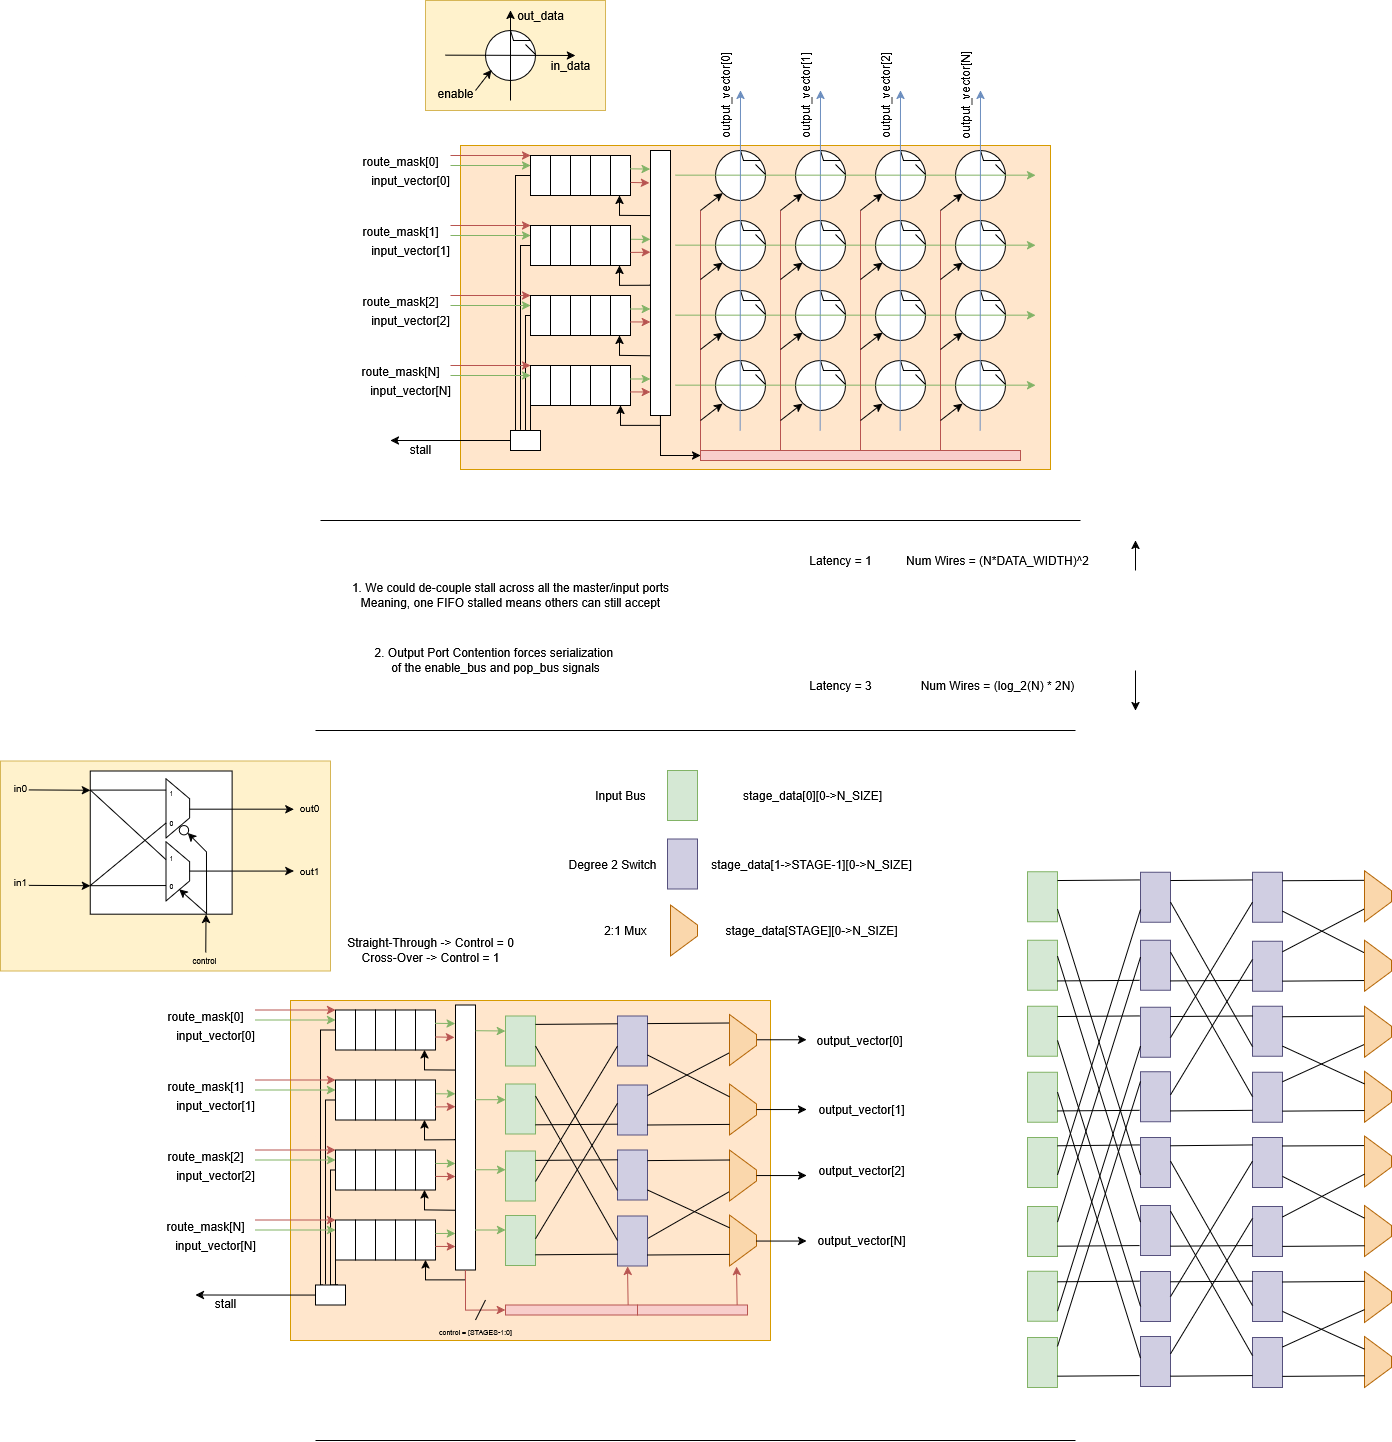 out_data
in_data
enable
output_vector[0]
output_vector[1]
output_vector[2]
output_vector[N]
route_mask[0]
input_vector[0]
route_mask[1]
input_vector[1]
route_mask[2]
input_vector[2]
route_mask[N]
input_vector[N]
stall
Latency = 1
Num Wires = (N*DATA_WIDTH)^2
1. We could de-couple stall across all the master/input ports
Meaning, one FIFO stalled means others can still accept
2. Output Port Contention forces serialization
of the enable_bus and pop_bus signals
Latency = 3
Num Wires = (log_2(N) * 2N)
in0
1
out0
0
1
out1
in1
0
control
Input Bus
stage_data[0][0->N_SIZE]
Degree 2 Switch
stage_data[1->STAGE-1][0->N_SIZE]
2:1 Mux
stage_data[STAGE][0->N_SIZE]
Straight-Through -> Control = 0
Cross-Over -> Control = 1
route_mask[0]
input_vector[0]
output_vector[0]
route_mask[1]
input_vector[1]
output_vector[1]
route_mask[2]
input_vector[2]
output_vector[2]
route_mask[N]
input_vector[N]
output_vector[N]
stall
control = [STAGES-1:0]